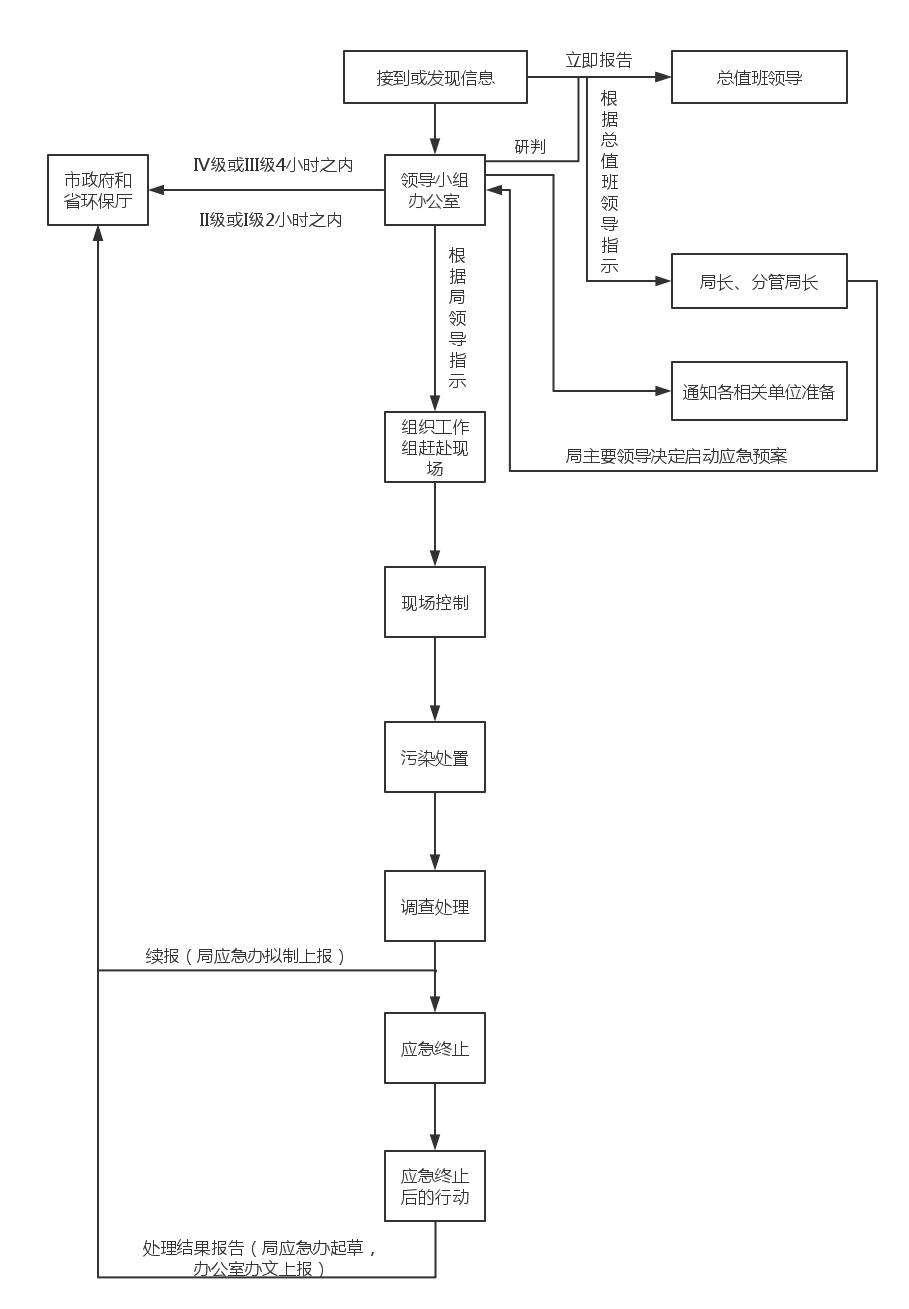 立即报告
接到或发现信息
总值班领导
根据总值班领导指示
研判
IV级或III级4小时之内
市政府和
省环保厅
领导小组
办公室
II级或I级2小时之内
根据局领导指示
局长、分管局长
通知各相关单位准备
组织工作
组赶赴现
场
局主要领导决定启动应急预案
现场控制
污染处置
调查处理
续报（局应急办拟制上报）
应急终止
应急终止
后的行动
处理结果报告（局应急办起草，
办公室办文上报）